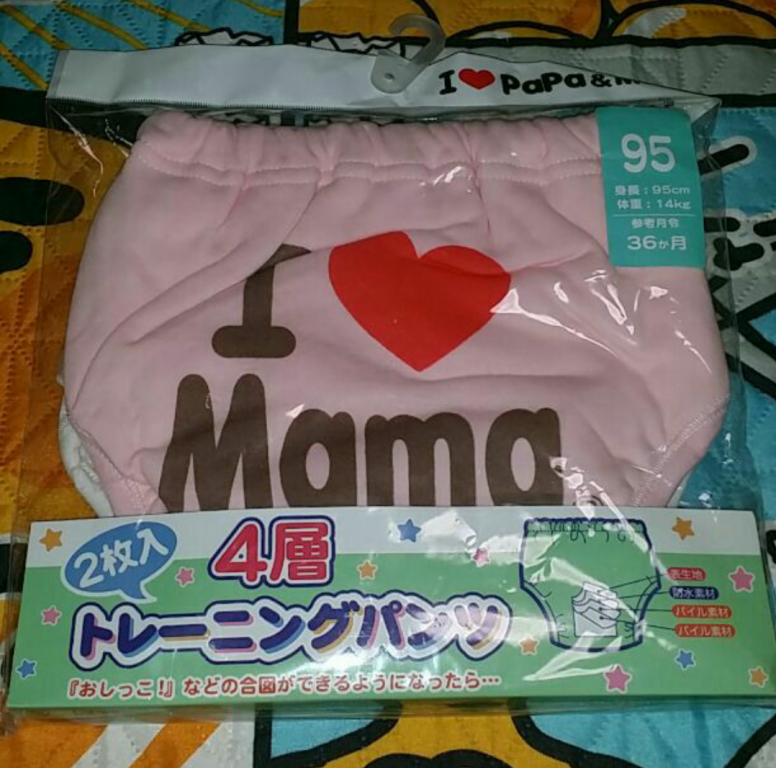 I ❤ PaPa & M
95
身長：95cm
体重：14kg
参考月令
36か月
I ❤
Mama
2枚入
4層
トレーニングパンツ
『おしっこ!』などの合図ができるようになったら…
表生地
防水素材
パイル素材
パイル素材